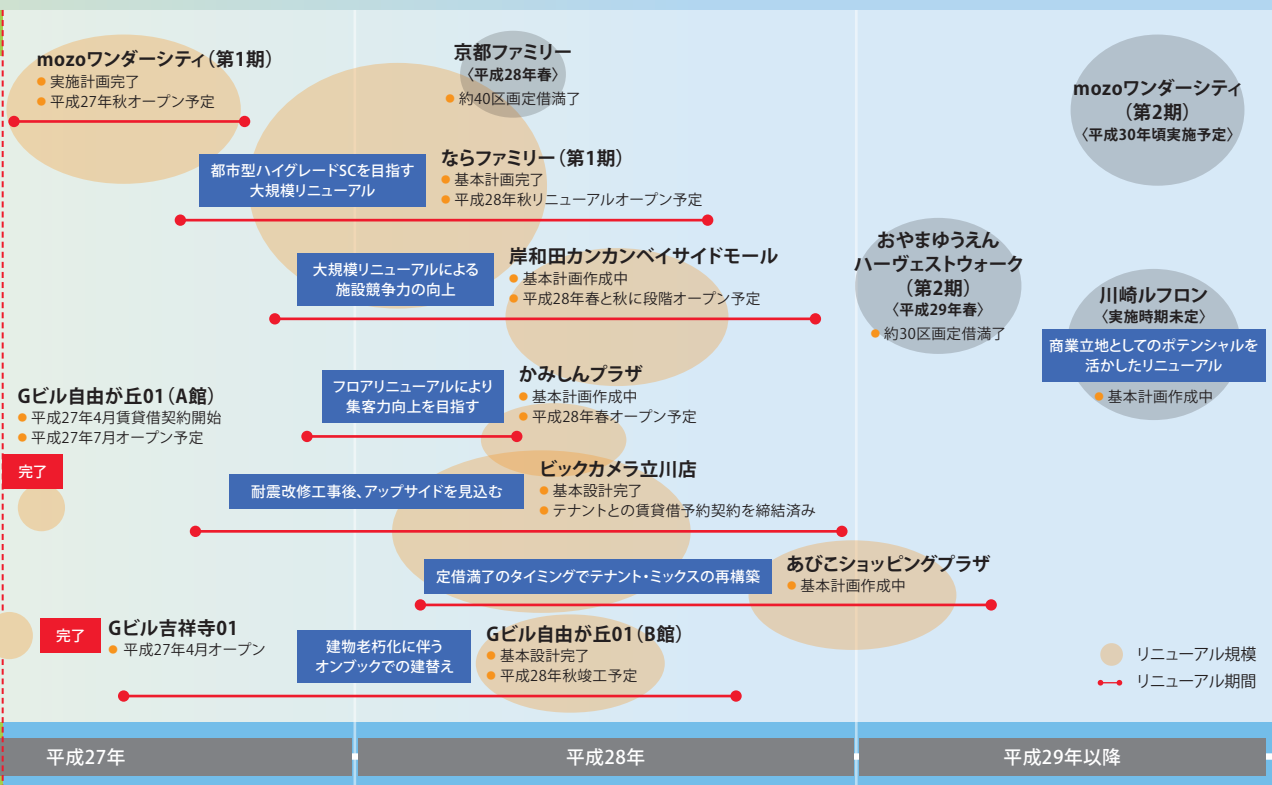 mozoワンダーシティ（第1期）
● 実施計画完了
● 平成27年秋オープン予定
京都ファミリー
〈平成28年春〉
● 約40区画定借満了
mozoワンダーシティ
（第2期）
〈平成30年頃実施予定〉
都市型ハイグレードSCを目指す
大規模リニューアル
ならファミリー（第1期）
● 基本計画完了
● 平成28年秋リニューアルオープン予定
大規模リニューアルによる
施設競争力の向上
岸和田カンカンベイサイドモール
● 基本計画作成中
● 平成28年春と秋に段階オープン予定
おやまゆうえん
ハーヴェストウォーク
（第2期）
〈平成29年春〉
● 約30区画定借満了
川崎ルフロン
〈実施時期未定〉
商業立地としてのポテンシャルを
活かしたリニューアル
● 基本計画作成中
Gビル自由が丘01（A館）
● 平成27年4月賃貸借契約開始
● 平成27年7月オープン予定
完了
フロアリニューアルにより
集客力向上を目指す
かみしんプラザ
● 基本計画作成中
● 平成28年春オープン予定
耐震改修工事後、アップサイドを見込む
ビックカメラ立川店
● 基本設計完了
● テナントとの賃貸借予約契約を締結済み
定借満了のタイミングでテナント・ミックスの再構築
あびこショッピングプラザ
● 基本計画作成中
完了
Gビル吉祥寺01
● 平成27年4月オープン
建物老朽化に伴う
オンブックでの建替え
Gビル自由が丘01（B館）
● 基本設計完了
● 平成28年秋竣工予定
リニューアル規模
リニューアル期間
平成27年
平成28年
平成29年以降